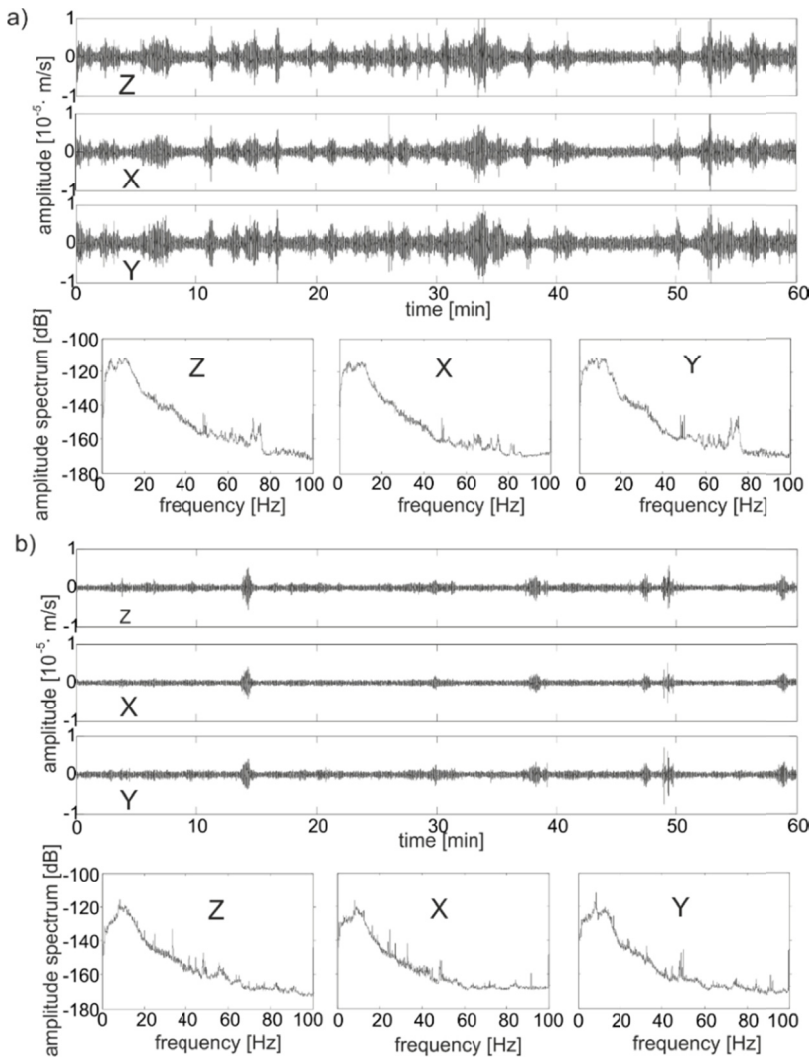 a)
amplitude [10⁻⁵· m/s]
1
0
-1
Z
1
0
-1
X
1
0
-1
Y
0 10 20 30 40 50 60
time [min]
amplitude spectrum [dB]
-100
-120
-140
-160
-180
Z
X
Y
0 20 40 60 80 100
0 20 40 60 80 100
0 20 40 60 80 100
frequency [Hz]
frequency [Hz]
frequency [Hz]
b)
amplitude [10⁻⁵· m/s]
1
0
-1
Z
1
0
-1
X
1
0
-1
Y
0 10 20 30 40 50 60
time [min]
amplitude spectrum [dB]
-100
-120
-140
-160
-180
Z
X
Y
0 20 40 60 80 100
0 20 40 60 80 100
0 20 40 60 80 100
frequency [Hz]
frequency [Hz]
frequency [Hz]